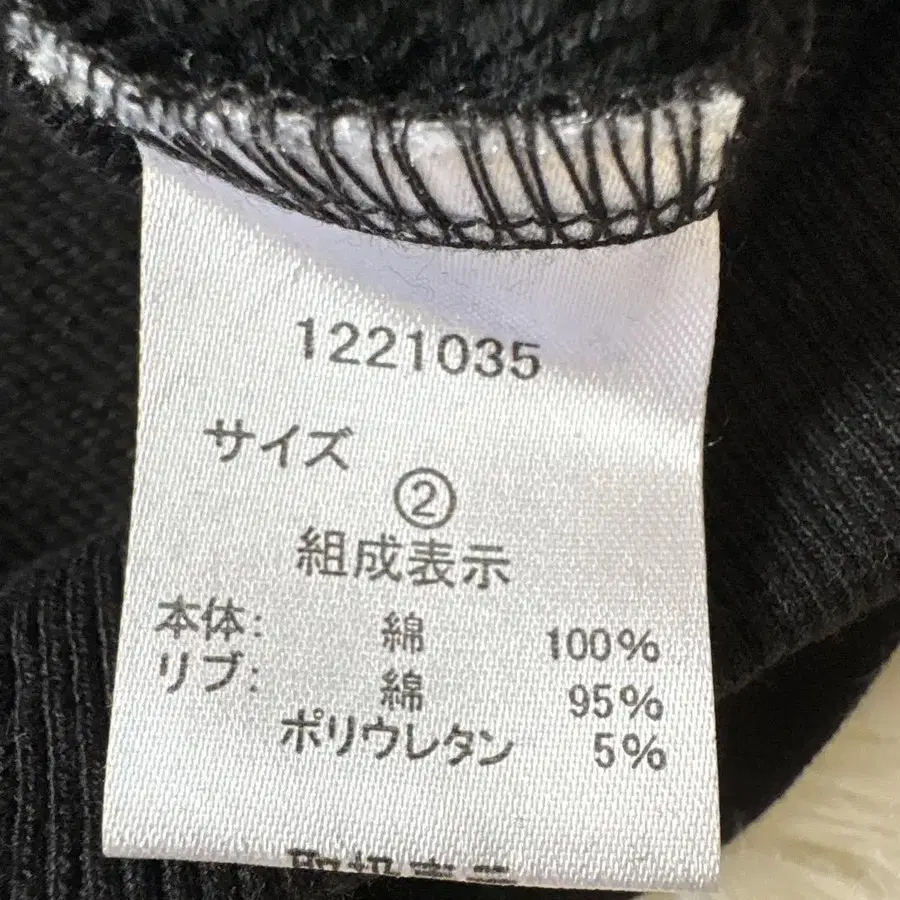 1221035
サイズ
②
組成表示
本体: 綿 100%
リブ: 綿 95%
ポリウレタン 5%